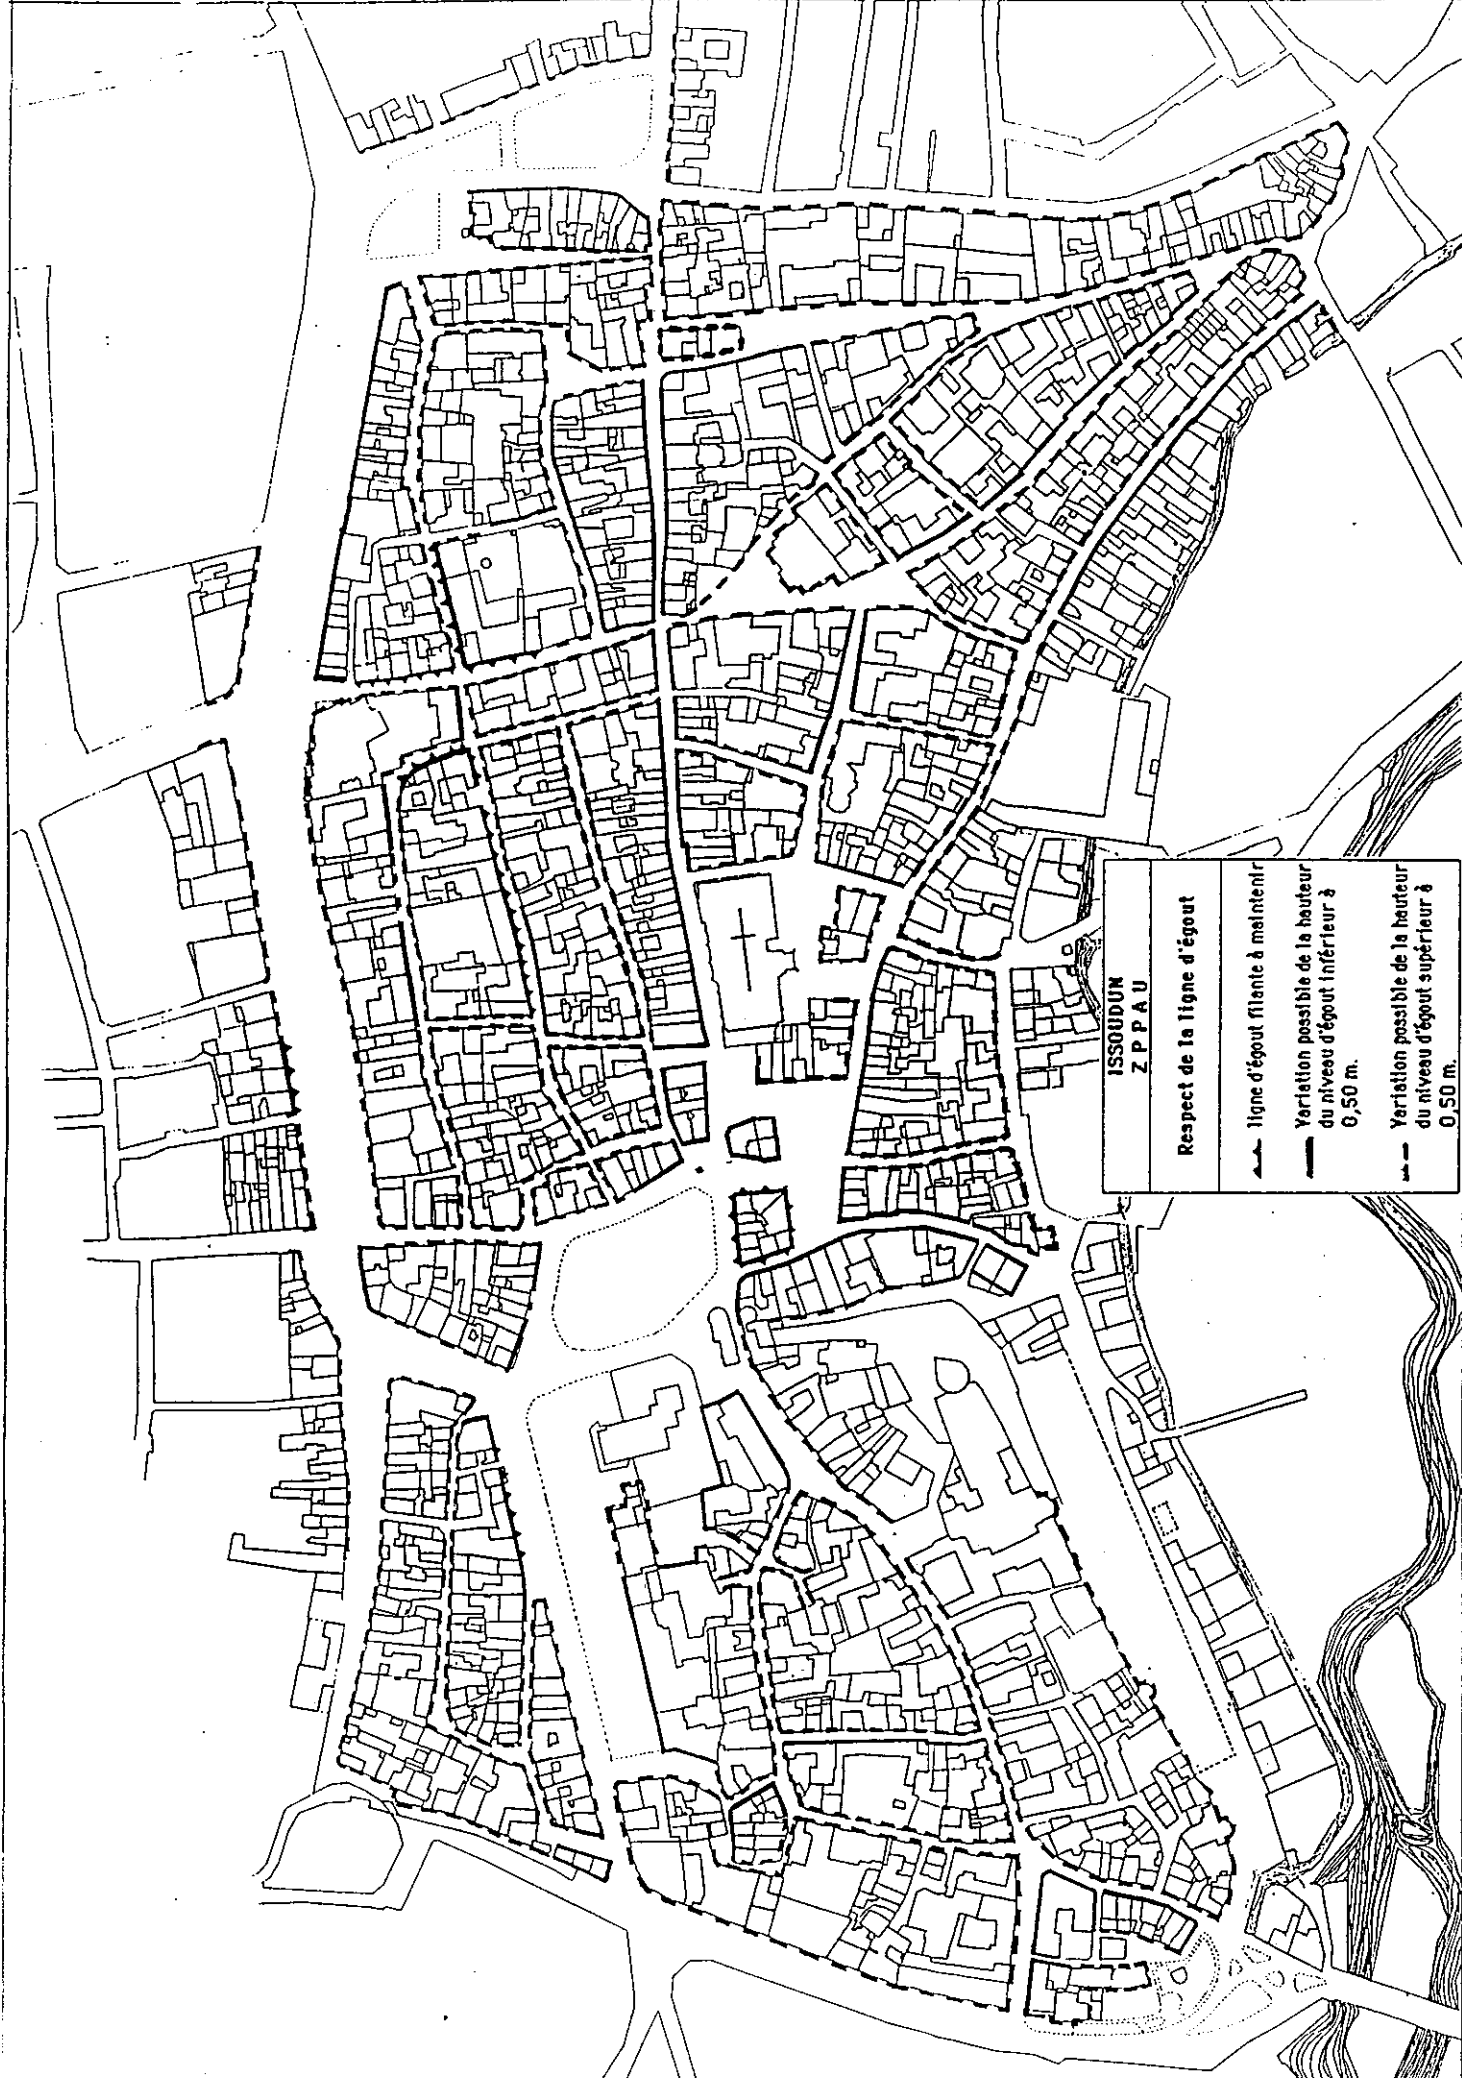 ISSOUDUN
Z P P A U
Respect de la ligne d'égout
ligne d'égout filante à maintenir
Variation possible de la hauteur
du niveau d'égout inférieur à
0,50 m.
Variation possible de la hauteur
du niveau d'égout supérieur à
0,50 m.